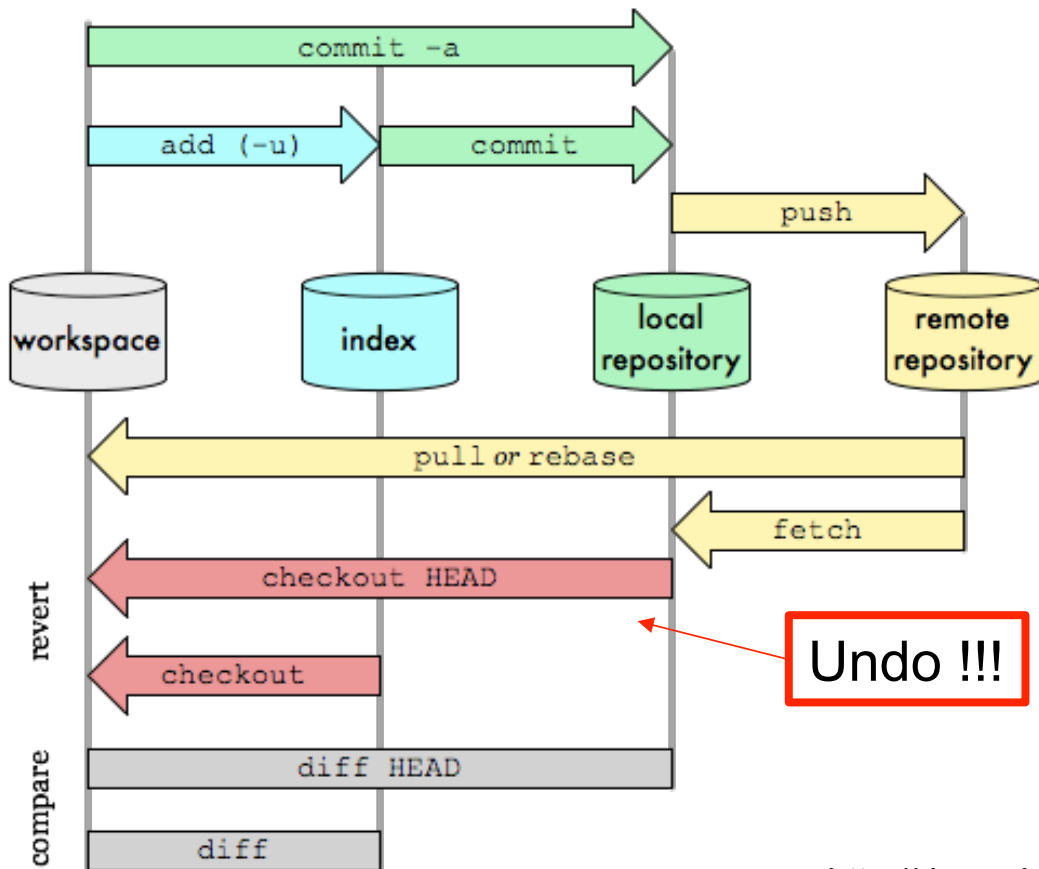 commit -a
add (-u)
commit
push
workspace
index
local
repository
remote
repository
pull or rebase
fetch
revert
checkout HEAD
Undo !!!
checkout
compare
diff HEAD
diff